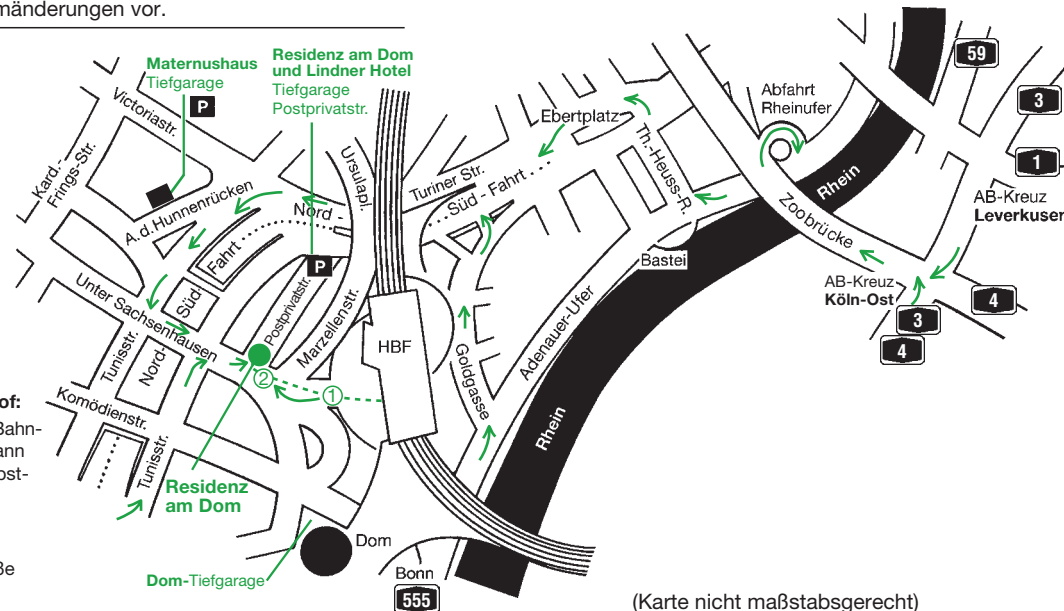 mänderungen vor.
Maternushaus
Tiefgarage
P
Residenz am Dom
und Lindner Hotel
Tiefgarage
Postprivatstr.
Victoriastr.
Kard.
Frings-Str.
A.d.Hunnenrücken
Fahrt
Nord-
Süd-
Ursulapl.
Turiner Str.
Süd-Fahrt
Ebertplatz
Th.-Heuss-R.
Abfahrt
Rheinufer
59
3
1
AB-Kreuz
Leverkusen
Rhein
Zoobrücke
Bastei
AB-Kreuz
Köln-Ost
4
3
4
P
Postprivatstr.
Marzellenstr.
HBF
Goldgasse
Adenauer-Ufer
Rhein
Unter Sachsenhausen
Tunisstr.
Nord-
2
1
Komödienstr.
Tunisstr.
of:
Bahn-
ann
ost-
ße
Residenz
am Dom
Dom
Dom-Tiefgarage
Bonn
555
(Karte nicht maßstabsgerecht)